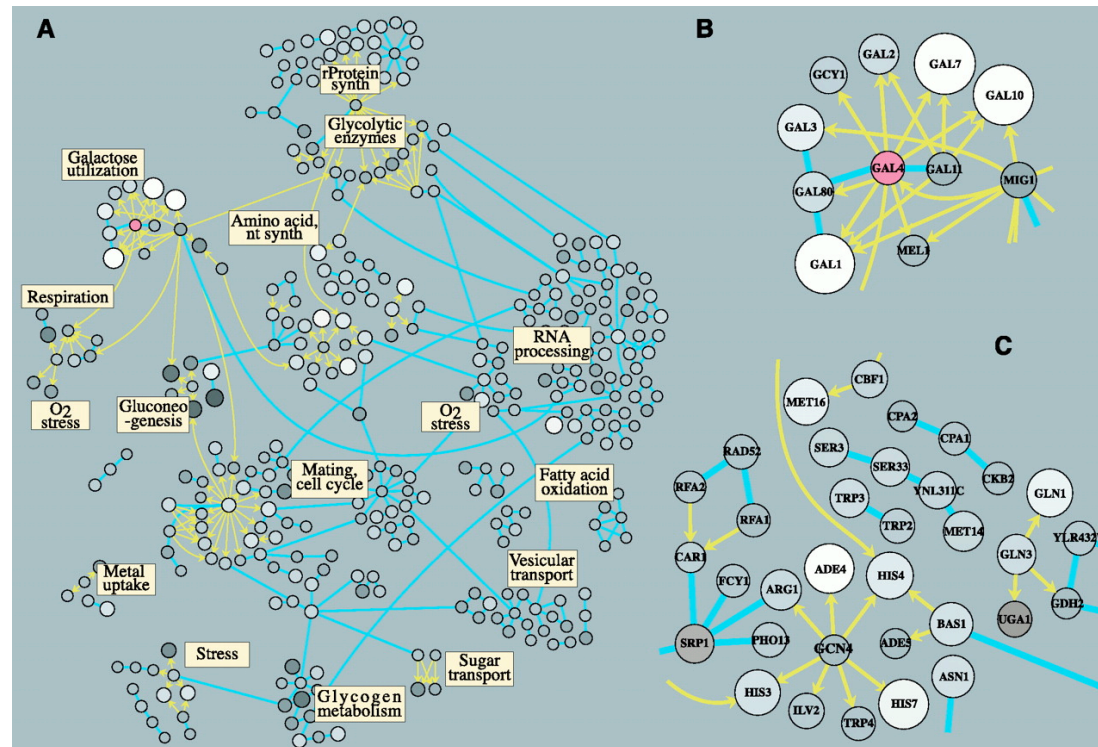 A
rProtein
synth
Glycolytic
enzymes
Galactose
utilization
Amino acid,
nt synth
Respiration
RNA
processing
O2
stress
Gluconeo
-genesis
O2
stress
Mating,
cell cycle
Fatty acid
oxidation
Metal
uptake
Vesicular
transport
Stress
Sugar
transport
Glycogen
metabolism
B
GAL2
GAL7
GCY1
GAL10
GAL3
GAL4
GAL11
MIG1
GAL80
MEL1
GAL1
C
CBF1
MET16
CPA2
CPA1
RAD52
SER3
SER33
CKB2
RFA2
YNL311C
GLN1
TRP3
RFA1
TRP2
MET14
YLR432
GLN3
CAR1
ADE4
HIS4
FCY1
ARG1
GDH2
UGA1
BAS1
SRP1
PHO13
GCN4
ADE5
ASN1
HIS3
ILV2
HIS7
TRP4